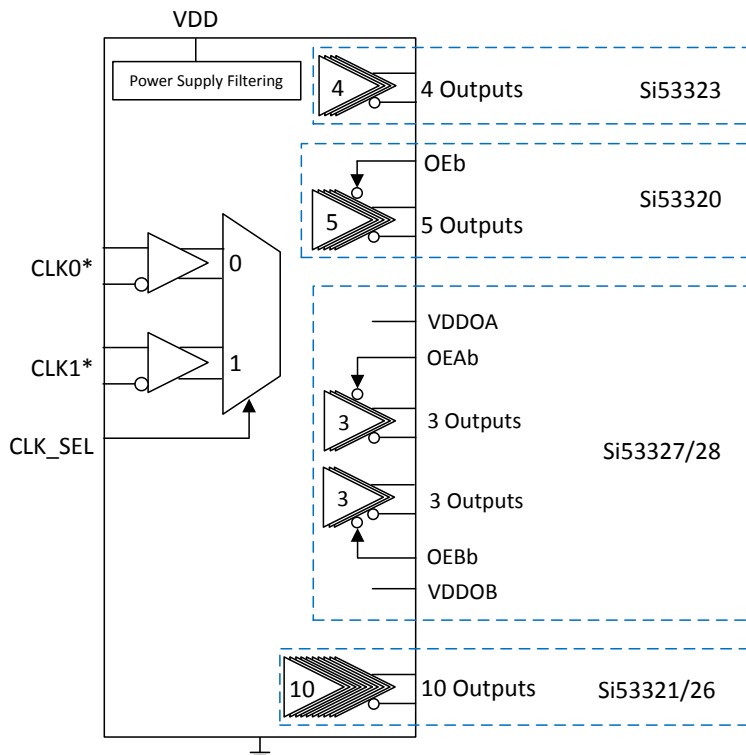 VDD
Power Supply Filtering
4
4 Outputs
Si53323
OEb
5
5 Outputs
Si53320
CLK0*
0
CLK1*
1
CLK_SEL
VDDOA
OEAb
3
3 Outputs
Si53327/28
3
3 Outputs
OEBb
VDDOB
10
10 Outputs
Si53321/26